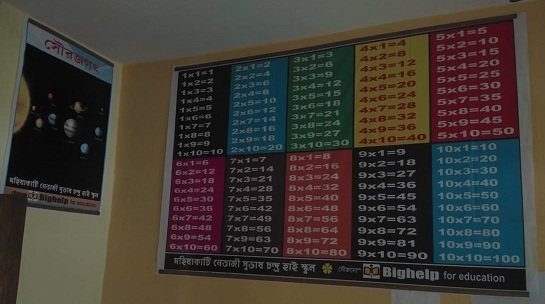 সৌরজগৎ
মহিষাকাটি নেতাজী সুভাষ চন্দ্র হাই স্কুল
Bighelp for education
1x1=1
1x2=2
1x3=3
1x4=4
1x5=5
1x6=6
1x7=7
1x8=8
1x9=9
1x10=10
2x1=2
2x2=4
2x3=6
2x4=8
2x5=10
2x6=12
2x7=14
2x8=16
2x9=18
2x10=20
3x1=3
3x2=6
3x3=9
3x4=12
3x5=15
3x6=18
3x7=21
3x8=24
3x9=27
3x10=30
4x1=4
4x2=8
4x3=12
4x4=16
4x5=20
4x6=24
4x7=28
4x8=32
4x9=36
4x10=40
5x1=5
5x2=10
5x3=15
5x4=20
5x5=25
5x6=30
5x7=35
5x8=40
5x9=45
5x10=50
6x1=6
6x2=12
6x3=18
6x4=24
6x5=30
6x6=36
6x7=42
6x8=48
6x9=54
6x10=60
7x1=7
7x2=14
7x3=21
7x4=28
7x5=35
7x6=42
7x7=49
7x8=56
7x9=63
7x10=70
8x1=8
8x2=16
8x3=24
8x4=32
8x5=40
8x6=48
8x7=56
8x8=64
8x9=72
8x10=80
9x1=9
9x2=18
9x3=27
9x4=36
9x5=45
9x6=54
9x7=63
9x8=72
9x9=81
9x10=90
10x1=10
10x2=20
10x3=30
10x4=40
10x5=50
10x6=60
10x7=70
10x8=80
10x9=90
10x10=100
মহিষাকাটি নেতাজী সুভাষ চন্দ্র হাই স্কুল সৌজন্যে- Bighelp for education